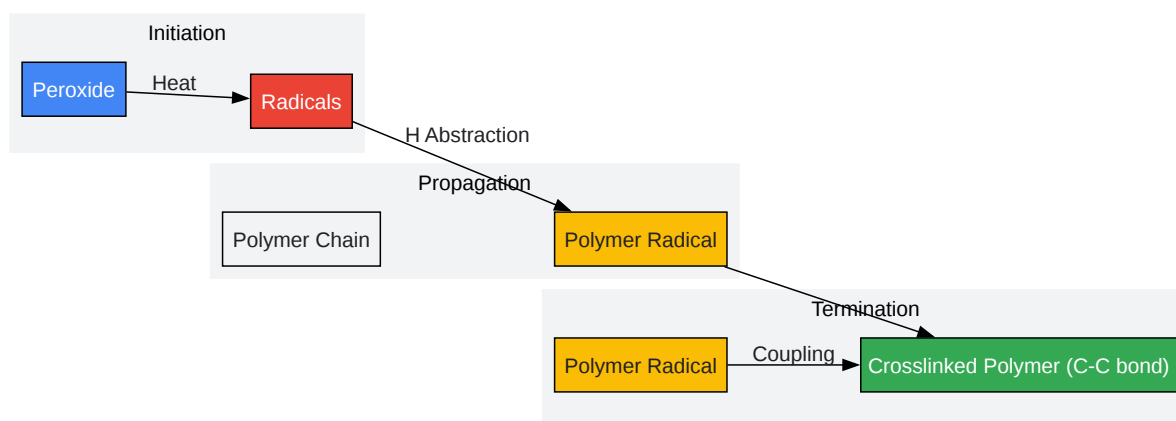 Initiation
Peroxide
Heat
Radicals
H Abstraction
Propagation
Polymer Chain
Polymer Radical
Termination
Polymer Radical
Coupling
Crosslinked Polymer (C-C bond)